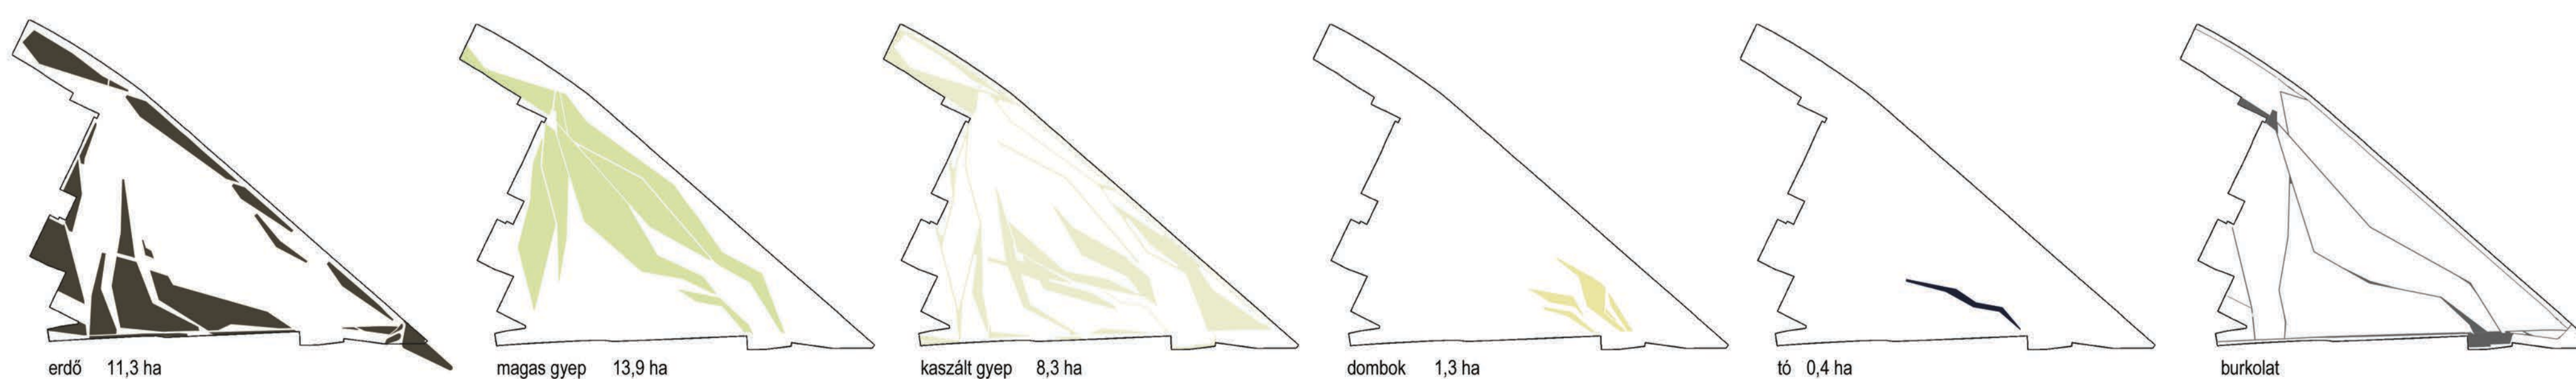 erdő 11,3 ha
magas gyep 13,9 ha
kaszált gyep 8,3 ha
dombok 1,3 ha
tó 0,4 ha
burkolat